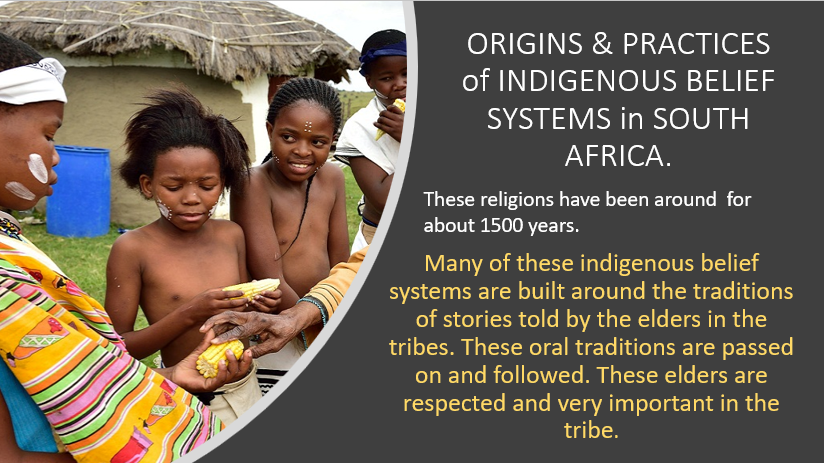 ORIGINS & PRACTICES
of INDIGENOUS BELIEF
SYSTEMS in SOUTH
AFRICA.
These religions have been around  for
about 1500 years.
Many of these indigenous belief
systems are built around the traditions
of stories told by the elders in the
tribes. These oral traditions are passed
on and followed. These elders are
respected and very important in the
tribe.